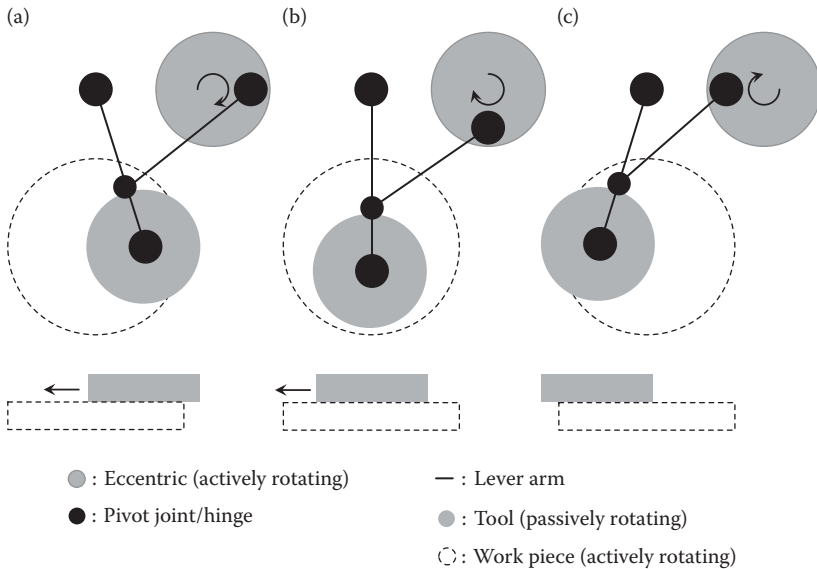 (a) (b) (c)
: Eccentric (actively rotating)
: Pivot joint/hinge
: Lever arm
: Tool (passively rotating)
: Work piece (actively rotating)